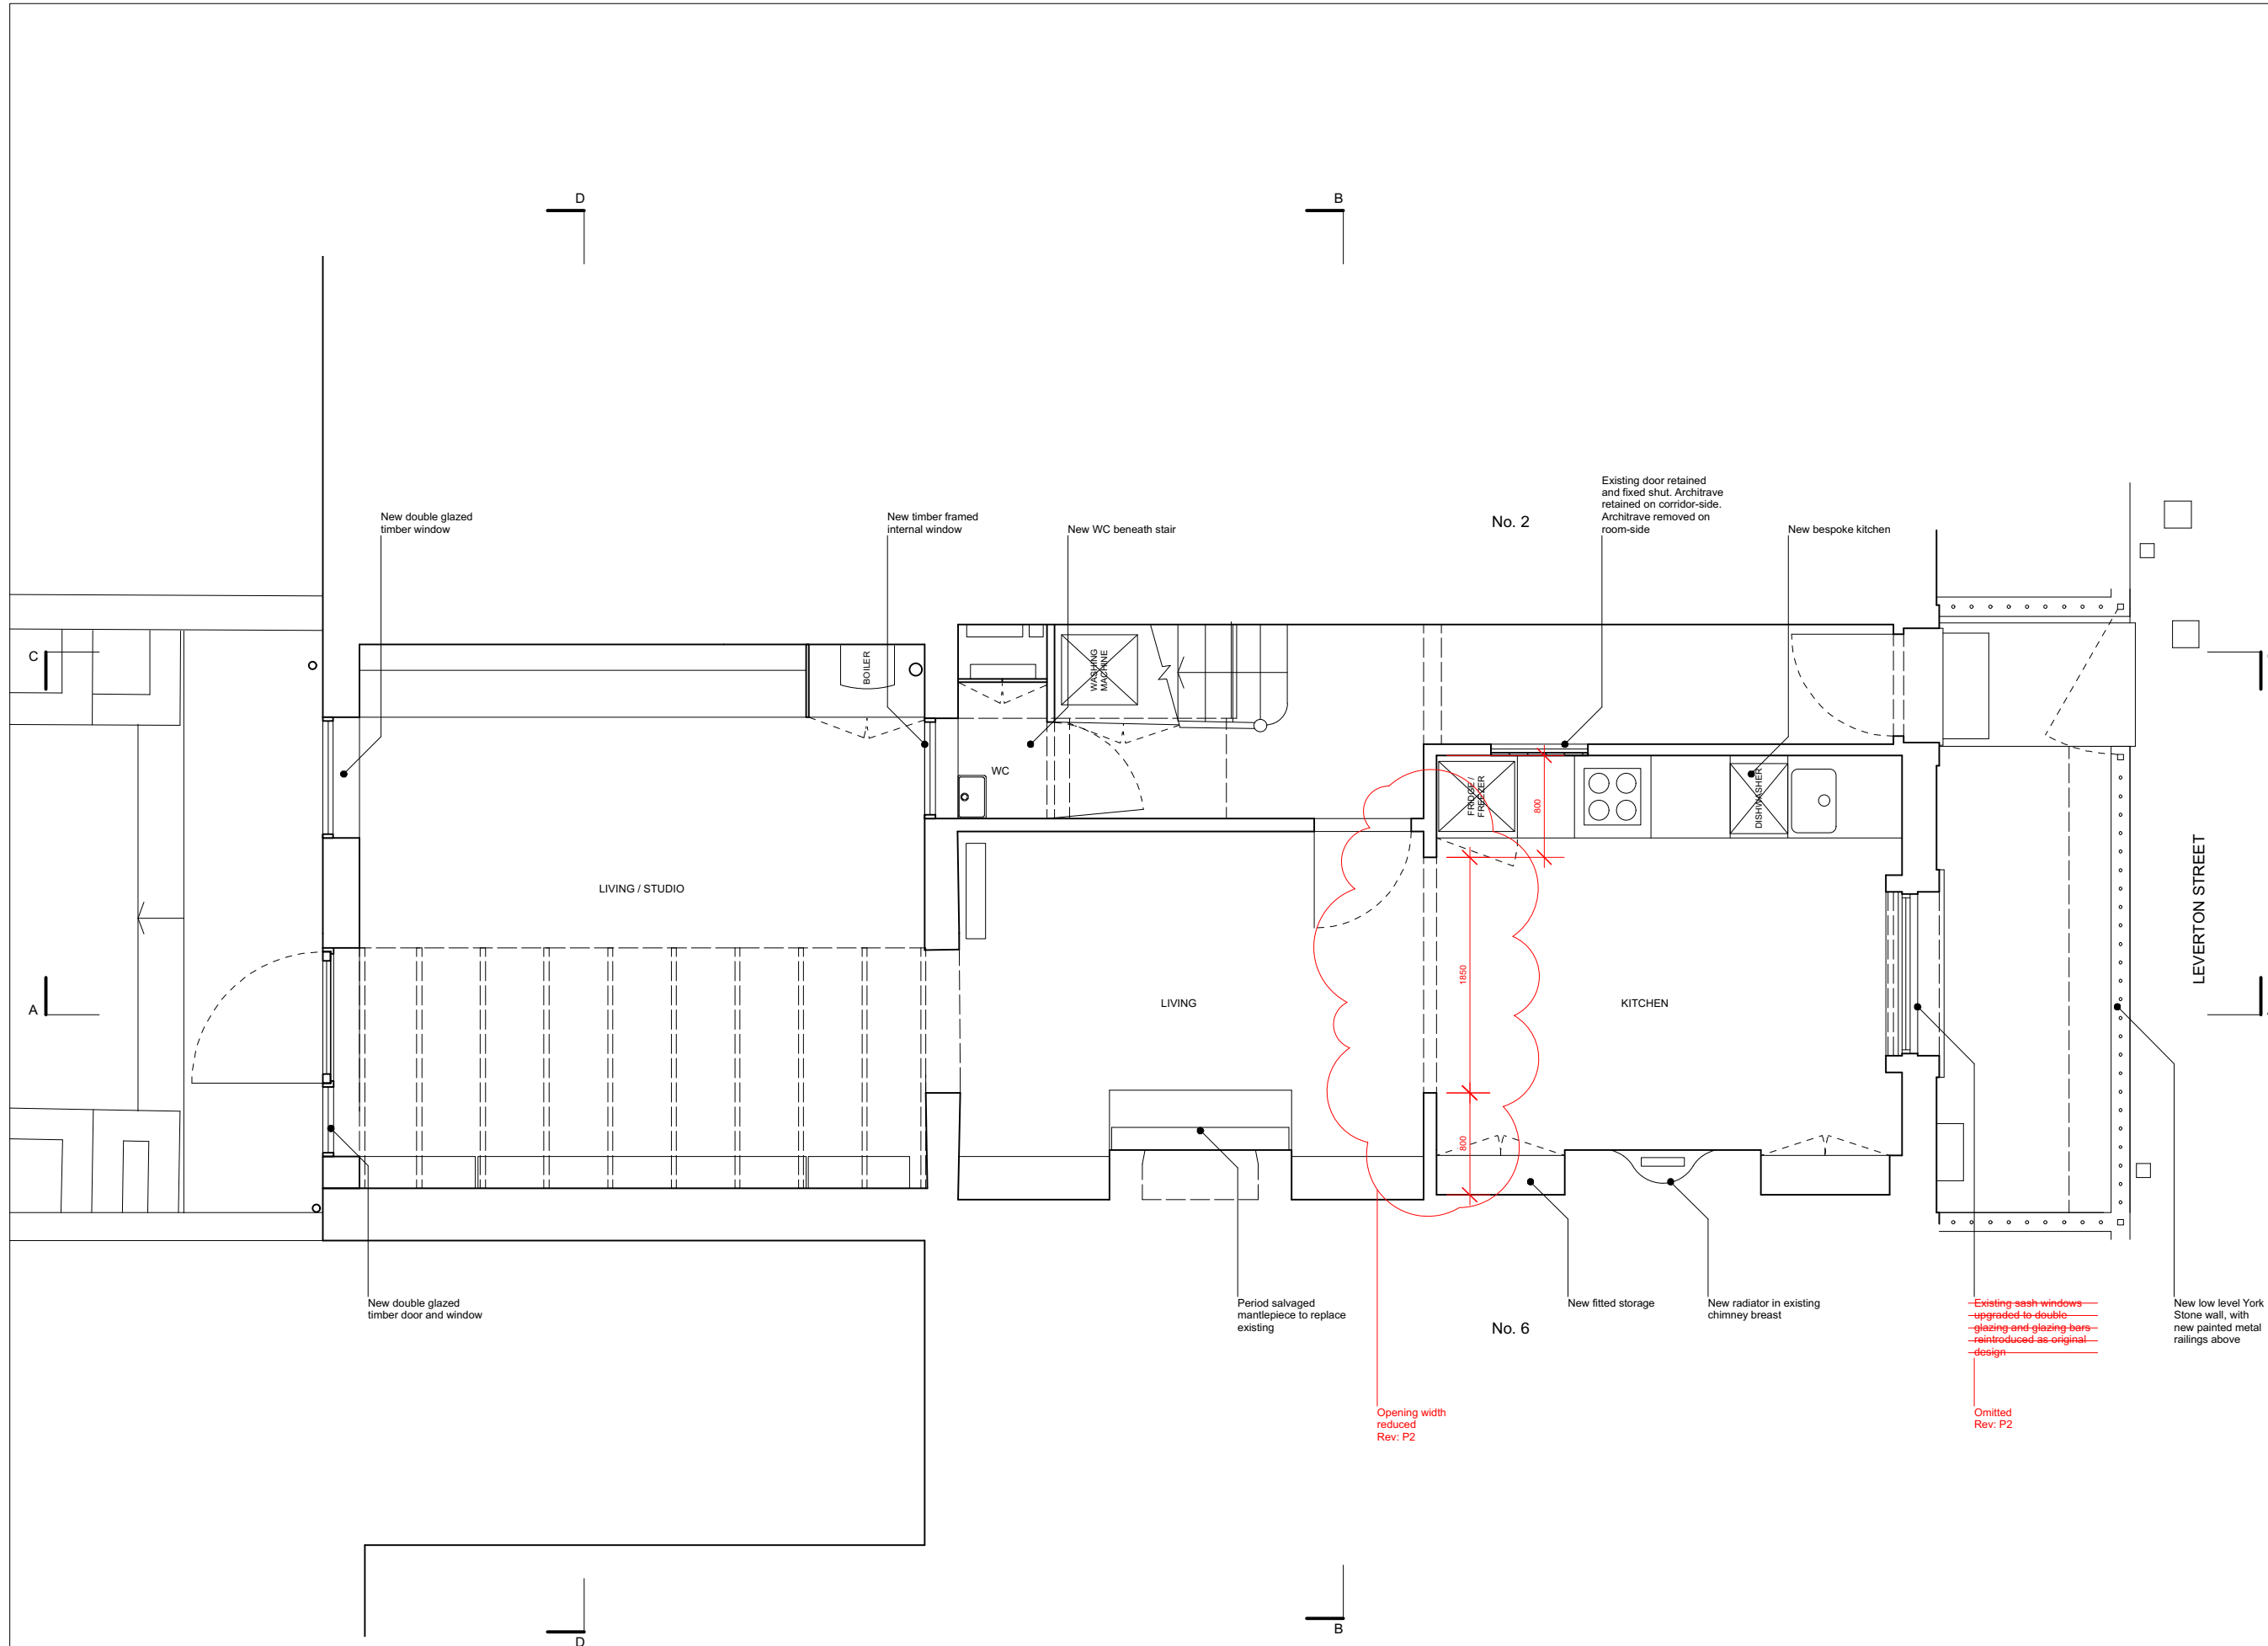 D
B
Existing door retained
and fixed shut. Architrave
retained on corridor-side.
Architrave removed on
room-side
New double glazed
timber window
New timber framed
internal window
New WC beneath stair
No. 2
New bespoke kitchen
C
BOILER
WASHING
MACHINE
WC
FRIDGE /
FREEZER
800
DISHWASHER
LIVING / STUDIO
LEVERTON STREET
1850
A
LIVING
KITCHEN
800
New double glazed
timber door and window
Period salvaged
mantlepiece to replace
existing
New fitted storage
New radiator in existing
chimney breast
Existing sash windows
upgraded to double
glazing and glazing bars
reintroduced as original
design
New low level York
Stone wall, with
new painted metal
railings above
No. 6
Opening width
reduced
Rev: P2
Omitted
Rev: P2
D
B